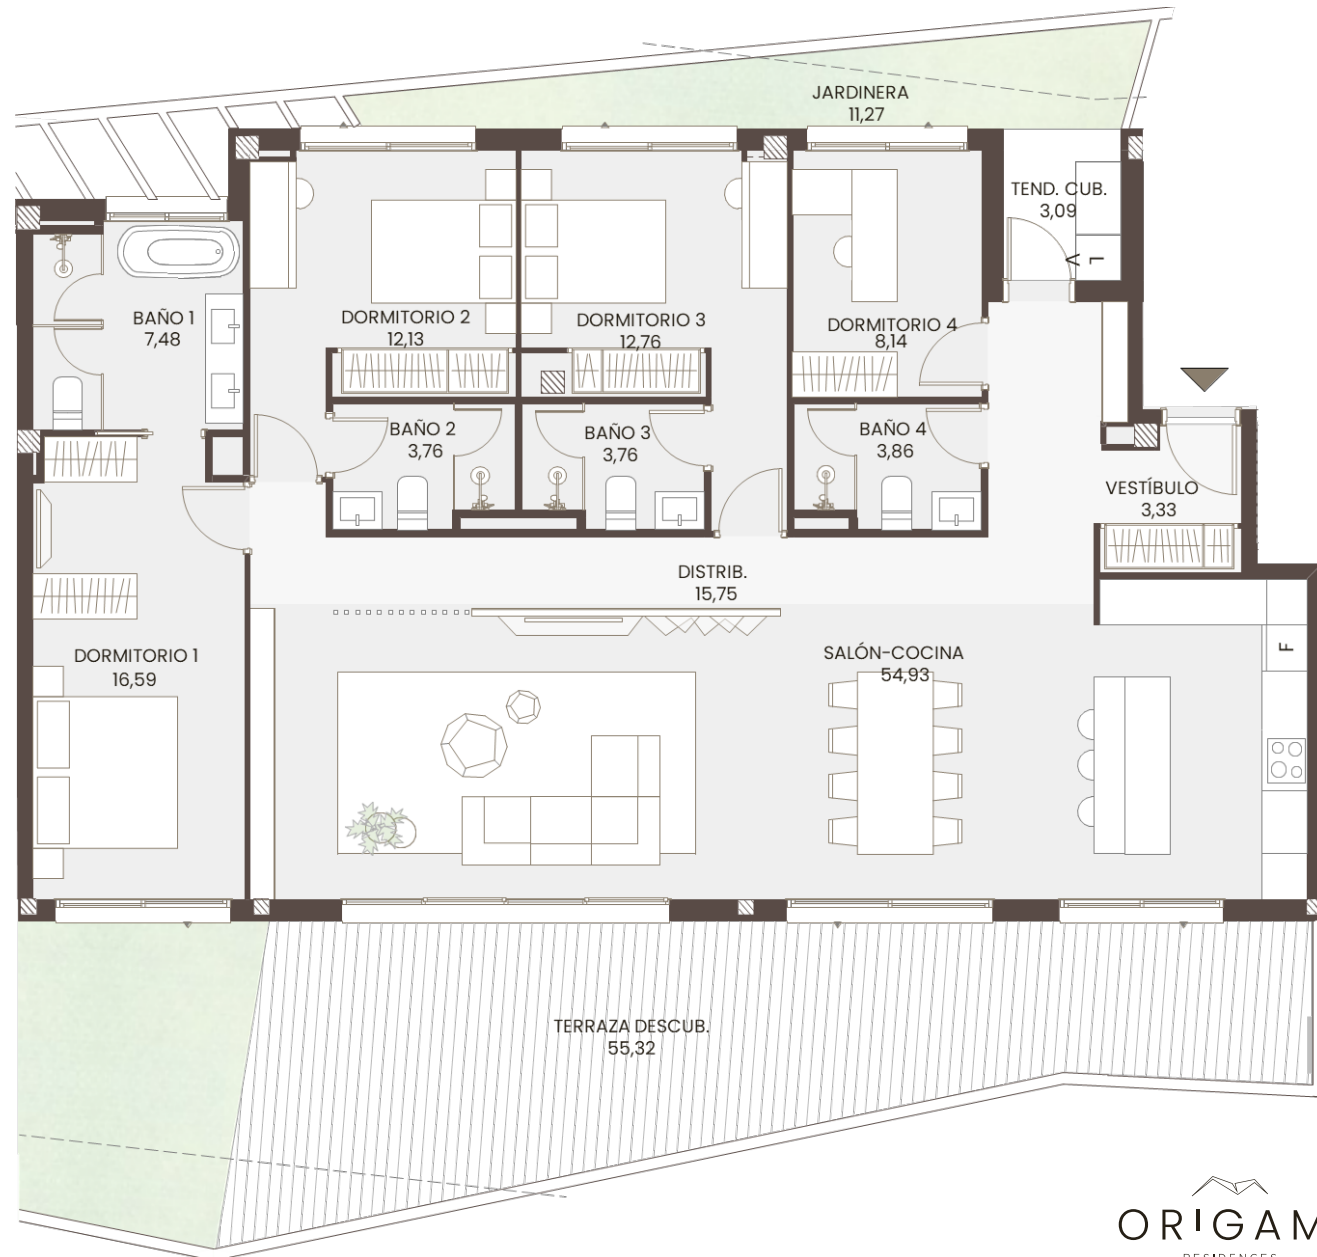 JARDINERA
11,27
TEND. CUB.
3,09
L
V
BAÑO 1
7,48
DORMITORIO 2
12,13
DORMITORIO 3
12,76
DORMITORIO 4
8,14
BAÑO 2
3,76
BAÑO 3
3,76
BAÑO 4
3,86
VESTÍBULO
3,33
DISTRIB.
15,75
DORMITORIO 1
16,59
SALÓN-COCINA
54,93
F
TERRAZA DESCUB.
55,32
ORIGAM
RESIDENCES